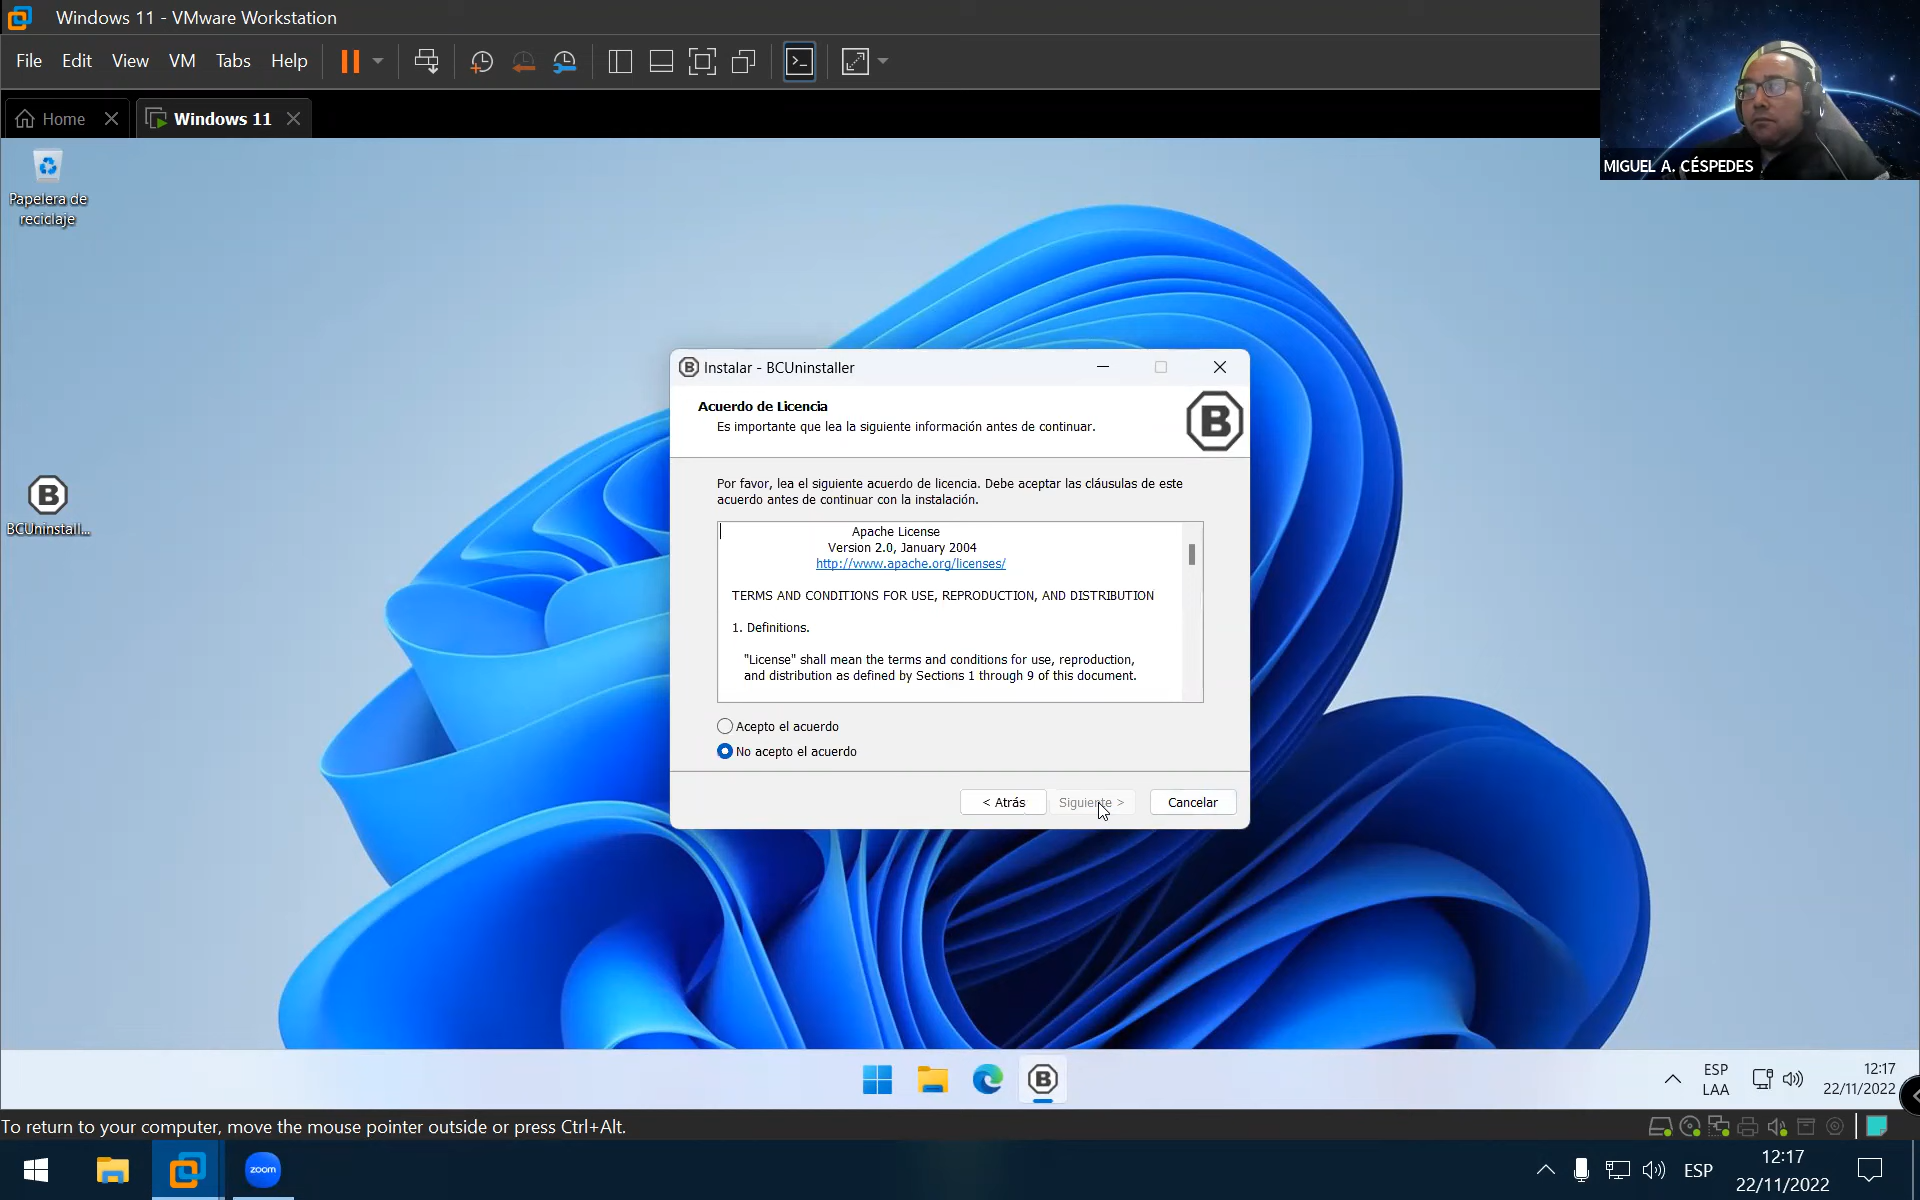 Windows 11 - VMware Workstation
File Edit View VM Tabs Help
Home
Windows 11
MIGUEL A. CÉSPEDES
Papelera de
reciclaje
BCUninstall...
B Instalar - BCUninstaller
Acuerdo de Licencia
Es importante que lea la siguiente información antes de continuar.
B
Por favor, lea el siguiente acuerdo de licencia. Debe aceptar las cláusulas de este
acuerdo antes de continuar con la instalación.
Apache License
Version 2.0, January 2004
http://www.apache.org/licenses/
TERMS AND CONDITIONS FOR USE, REPRODUCTION, AND DISTRIBUTION
1. Definitions.
"License" shall mean the terms and conditions for use, reproduction,
and distribution as defined by Sections 1 through 9 of this document.
Acepto el acuerdo
No acepto el acuerdo
< Atrás Siguiente > Cancelar
B
ESP
LAA
12:17
22/11/2022
To return to your computer, move the mouse pointer outside or press Ctrl+Alt.
zoom
ESP
12:17
22/11/2022